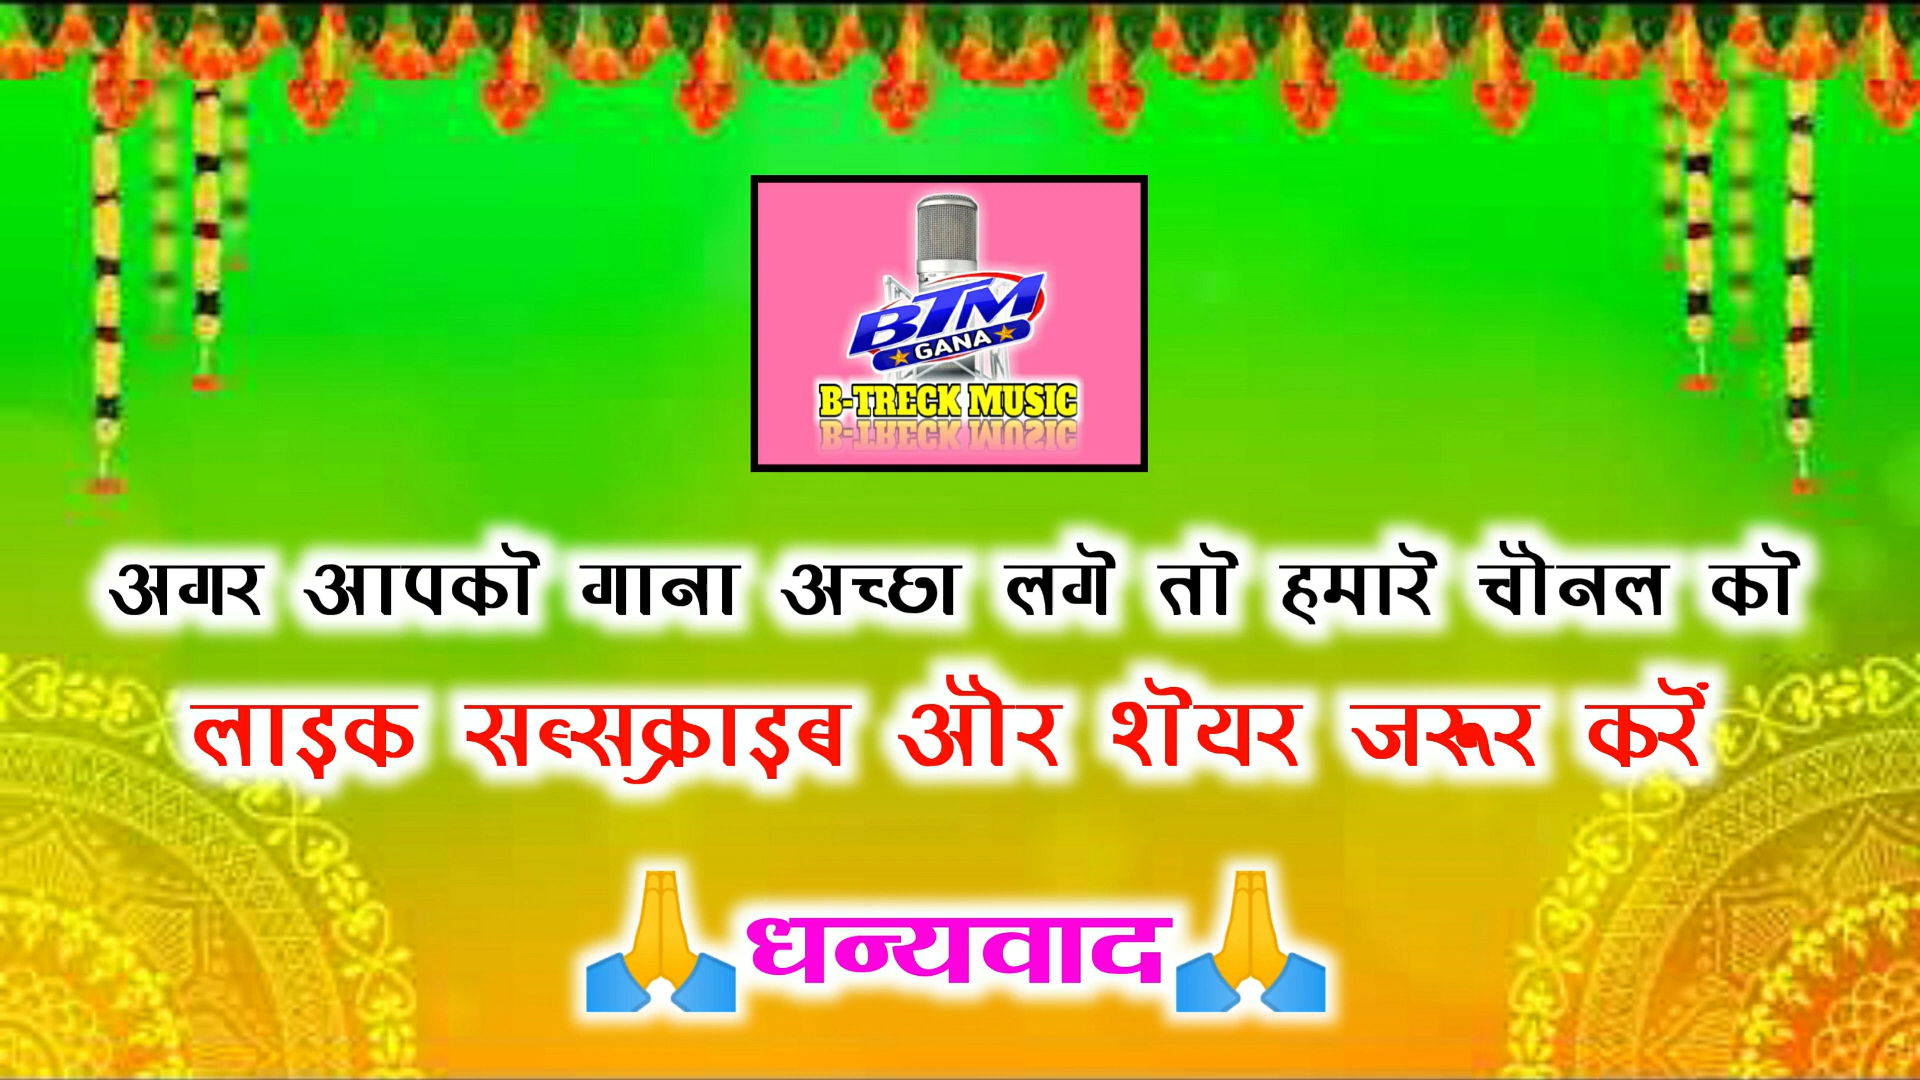 BTM
GANA
B-TRECK MUSIC
अगर आपको गाना अच्छा लगे तो हमारे चौनल को
लाइक सब्सक्राइब और शेयर जरूर करें
🙏धन्यवाद🙏